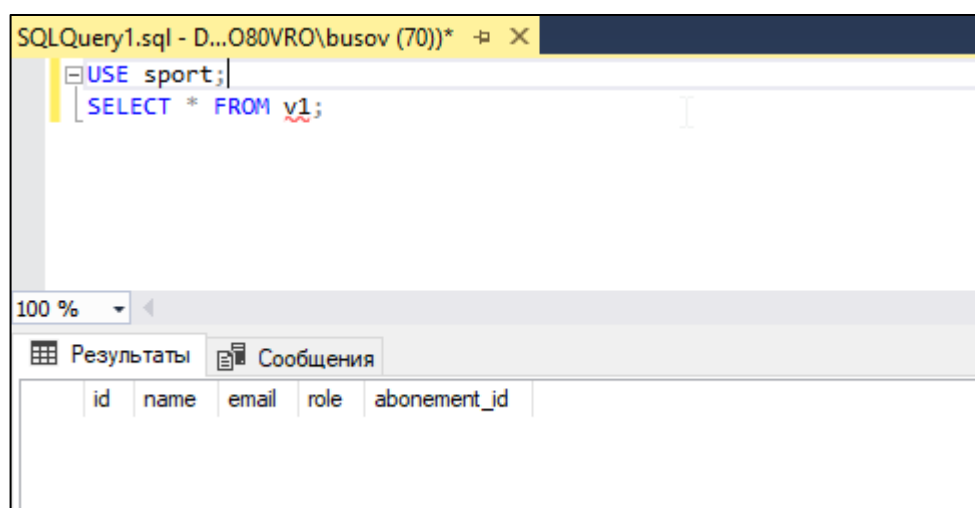 SQLQuery1.sql - D...O80VRO\busov (70))*
USE sport;
SELECT * FROM v1;
100 %
Результаты Сообщения
id name email role abonement_id